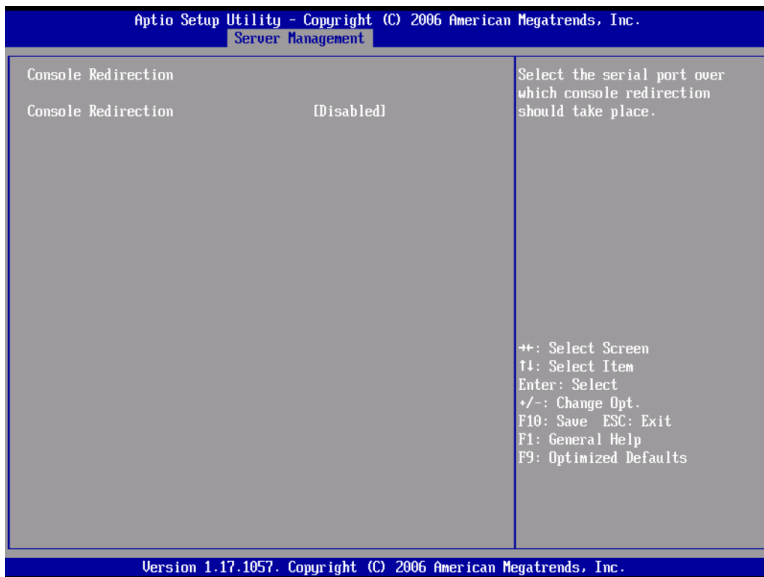 Aptio Setup Utility - Copyright (C) 2006 American Megatrends, Inc.
Server Management
Console Redirection
Console Redirection [Disabled]
Select the serial port over
which console redirection
should take place.
→←: Select Screen
↑↓: Select Item
Enter: Select
+/-: Change Opt.
F10: Save ESC: Exit
F1: General Help
F9: Optimized Defaults
Version 1.17.1057. Copyright (C) 2006 American Megatrends, Inc.